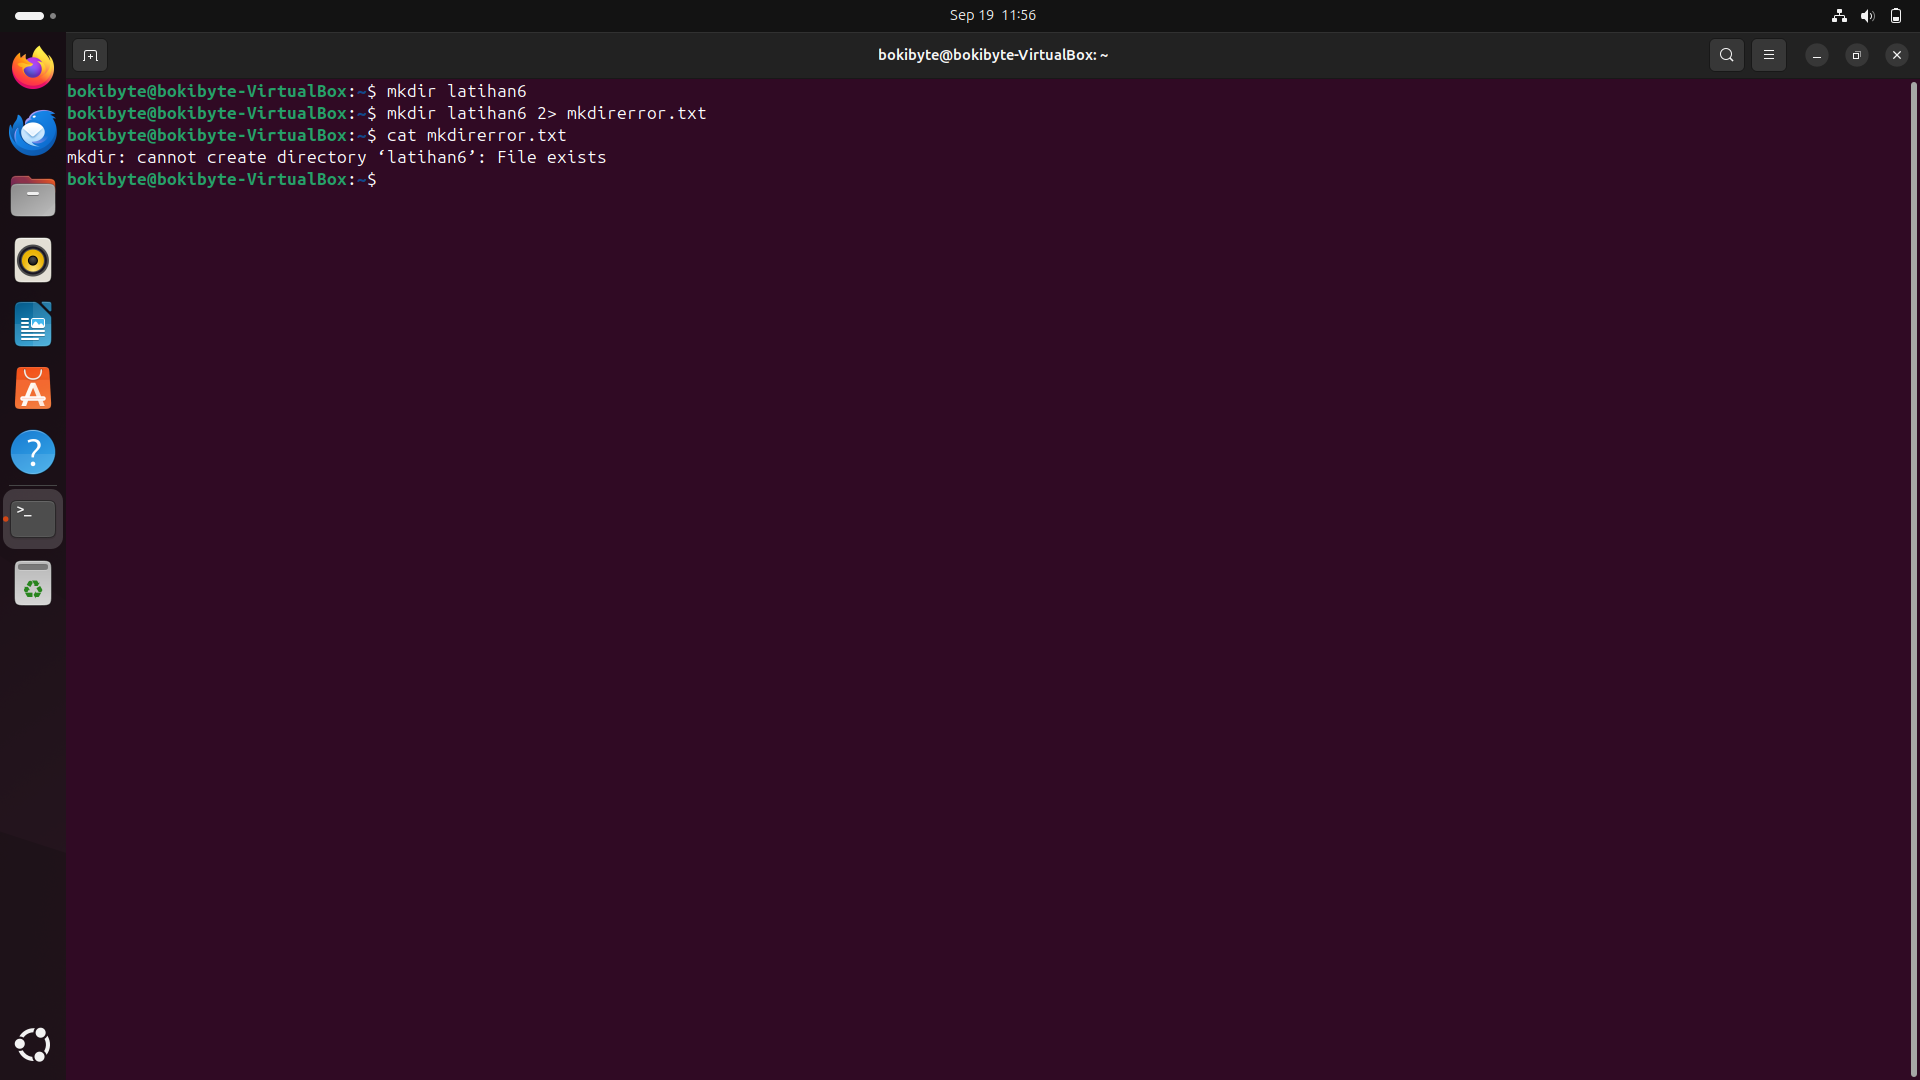 Sep 19 11:56
bokibyte@bokibyte-VirtualBox: ~
bokibyte@bokibyte-VirtualBox:~$ mkdir latihan6
bokibyte@bokibyte-VirtualBox:~$ mkdir latihan6 2> mkdirerror.txt
bokibyte@bokibyte-VirtualBox:~$ cat mkdirerror.txt
mkdir: cannot create directory ‘latihan6’: File exists
bokibyte@bokibyte-VirtualBox:~$